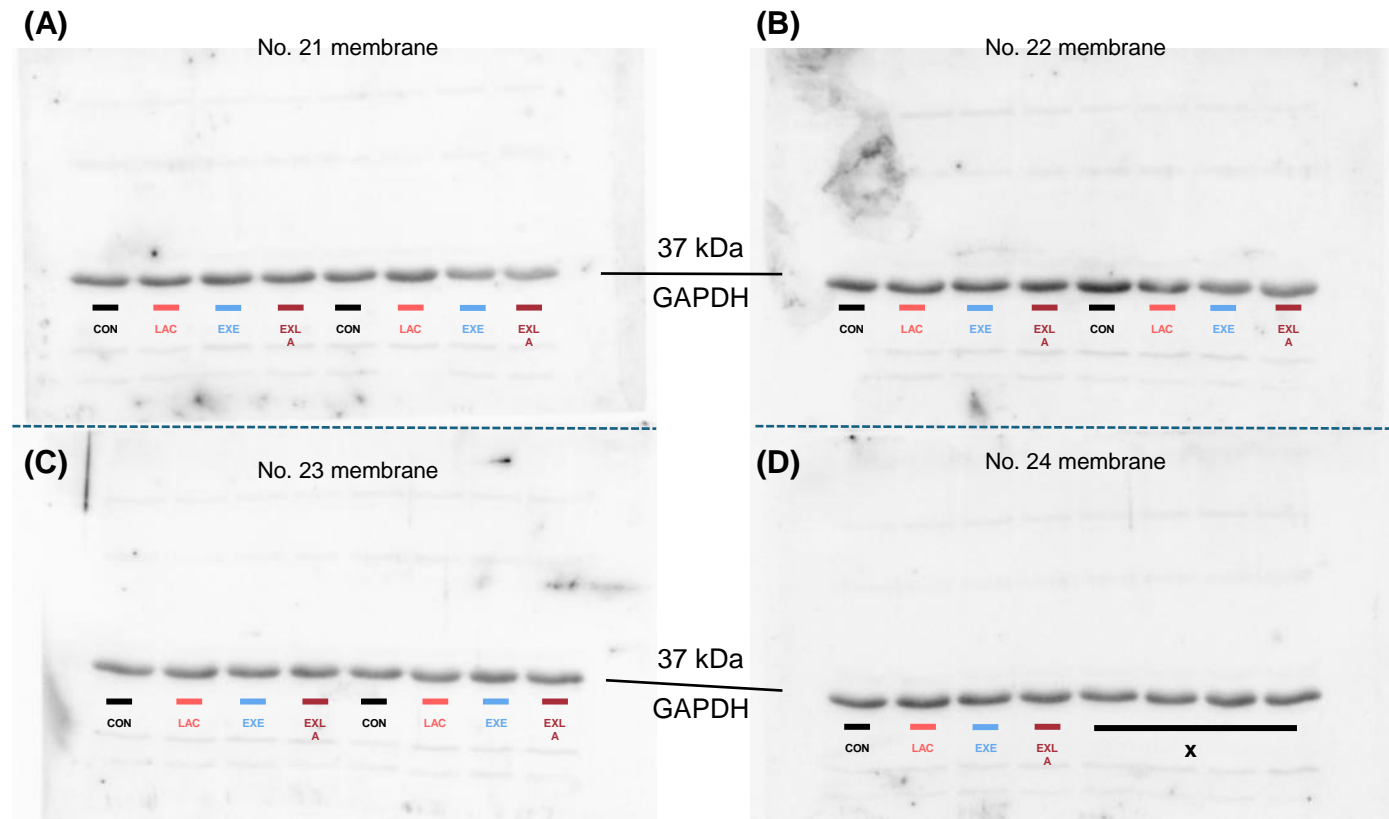 (A)
No. 21 membrane
(B)
No. 22 membrane
37 kDa
GAPDH
CON LAC EXE EXL CON LAC EXE EXL
A A
CON LAC EXE EXL CON LAC EXE EXL
A A
(C)
No. 23 membrane
(D)
No. 24 membrane
37 kDa
GAPDH
CON LAC EXE EXL CON LAC EXE EXL
A A
CON LAC EXE EXL x
A